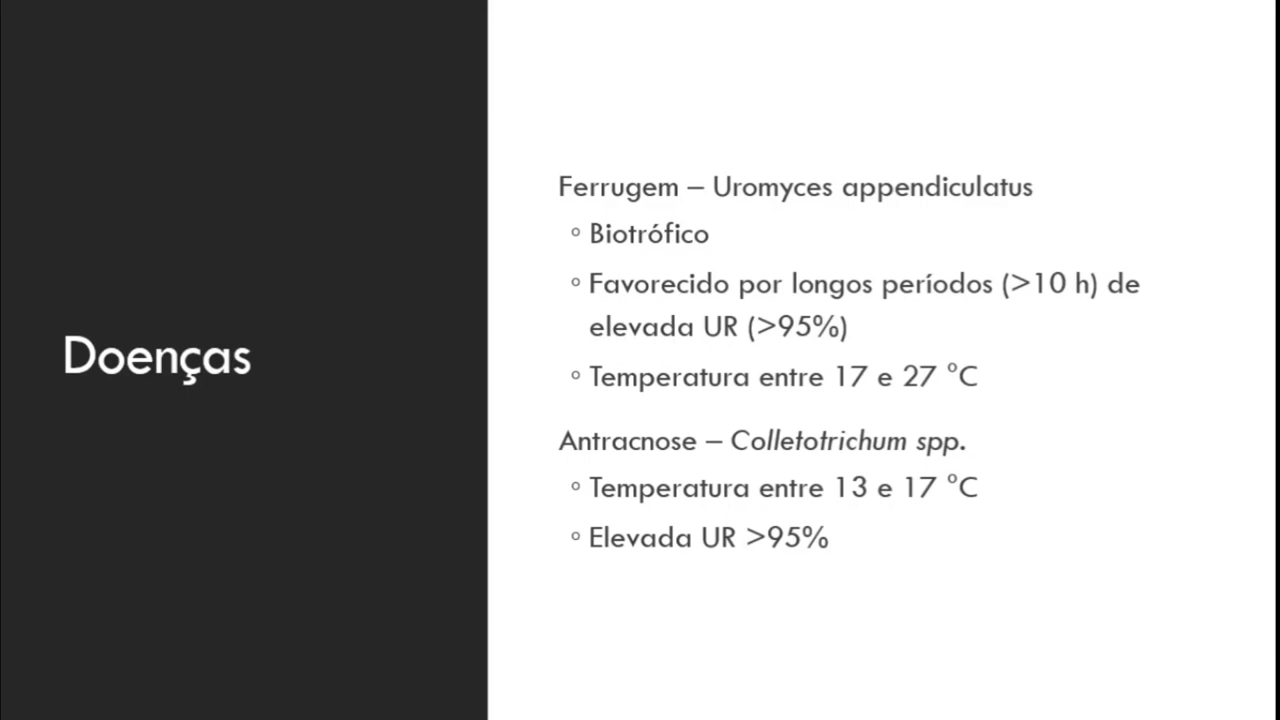 Doenças
Ferrugem – Uromyces appendiculatus
◦ Biotrófico
◦ Favorecido por longos períodos (>10 h) de
elevada UR (>95%)
◦ Temperatura entre 17 e 27 °C
Antracnose – Colletotrichum spp.
◦ Temperatura entre 13 e 17 °C
◦ Elevada UR >95%